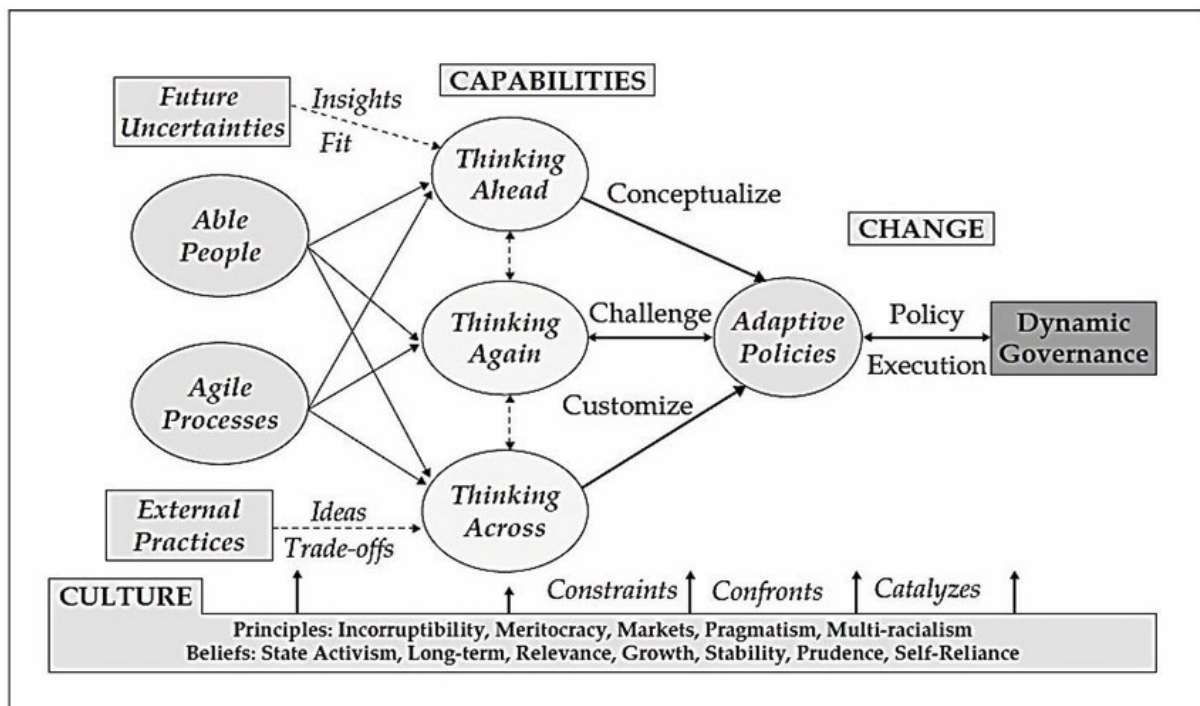 CAPABILITIES
Future
Uncertainties
Insights
Fit
Thinking
Ahead
Conceptualize
Able
People
CHANGE
Thinking
Again
Challenge
Adaptive
Policies
Policy
Execution
Dynamic
Governance
Agile
Processes
Customize
External
Practices
Ideas
Trade-offs
Thinking
Across
CULTURE
Constraints
Confronts
Catalyzes
Principles: Incorruptibility, Meritocracy, Markets, Pragmatism, Multi-racialism
Beliefs: State Activism, Long-term, Relevance, Growth, Stability, Prudence, Self-Reliance